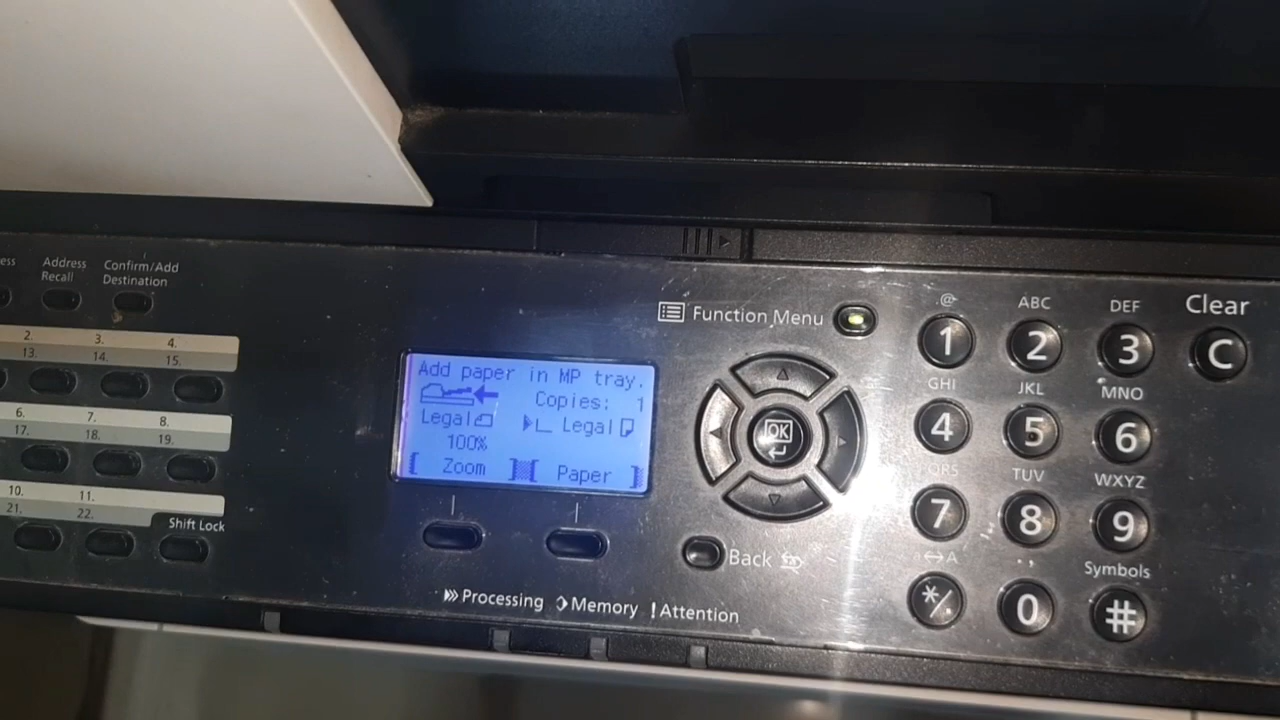 ess
Address
Recall
Confirm/Add
Destination
2. 3. 4.
13. 14. 15.
6. 7. 8.
17. 18. 19.
10. 11.
21. 22.
Shift Lock
Add paper in MP tray.
Copies: 1
Legal Legal
100%
[ Zoom ] [ Paper ]
Function Menu
OK
Back
Processing Memory !Attention
@ ABC DEF Clear
1 2 3 C
GHI JKL MNO
4 5 6
PQRS TUV WXYZ
7 8 9
a↔A . , Symbols
*/. 0 #